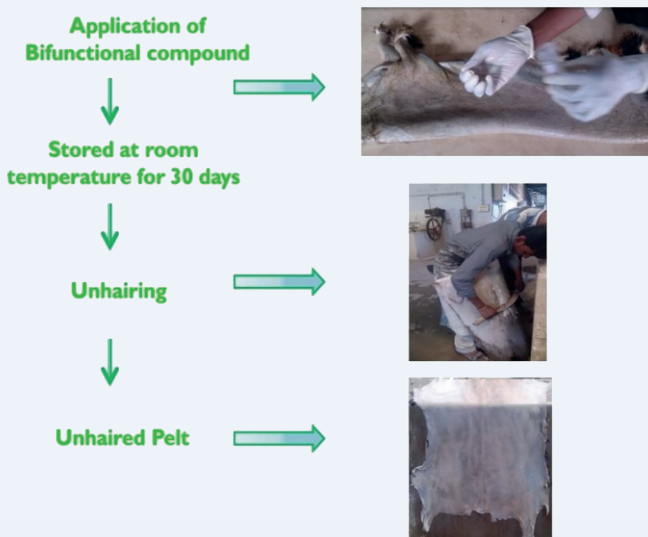 Application of
Bifunctional compound
Stored at room
temperature for 30 days
Unhairing
Unhaired Pelt